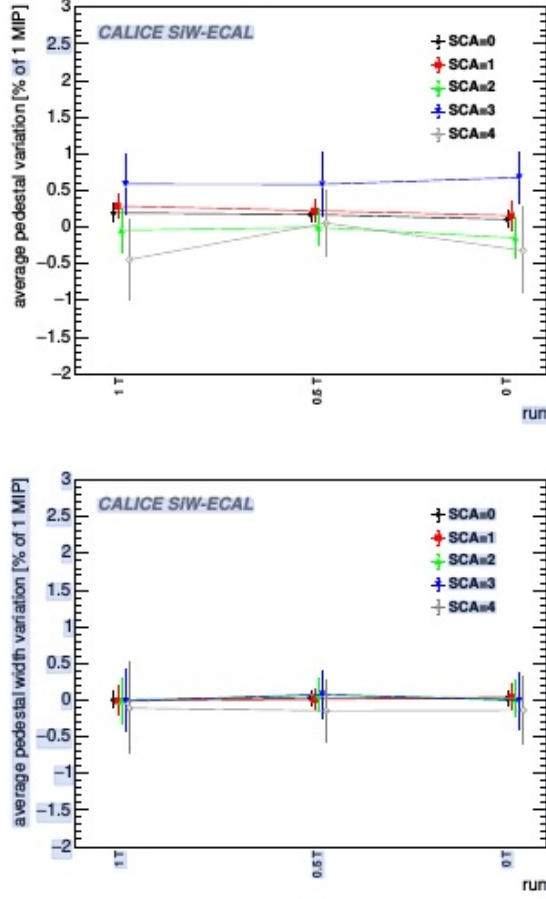 average pedestal variation [% of 1 MIP]
3
2.5
2
1.5
1
0.5
0
−0.5
−1
−1.5
−2
CALICE SiW-ECAL
SCA=0
SCA=1
SCA=2
SCA=3
SCA=4
1 T
0.5 T
0 T
run
average pedestal width variation [% of 1 MIP]
3
2.5
2
1.5
1
0.5
0
−0.5
−1
−1.5
−2
CALICE SiW-ECAL
SCA=0
SCA=1
SCA=2
SCA=3
SCA=4
1 T
0.5 T
0 T
run